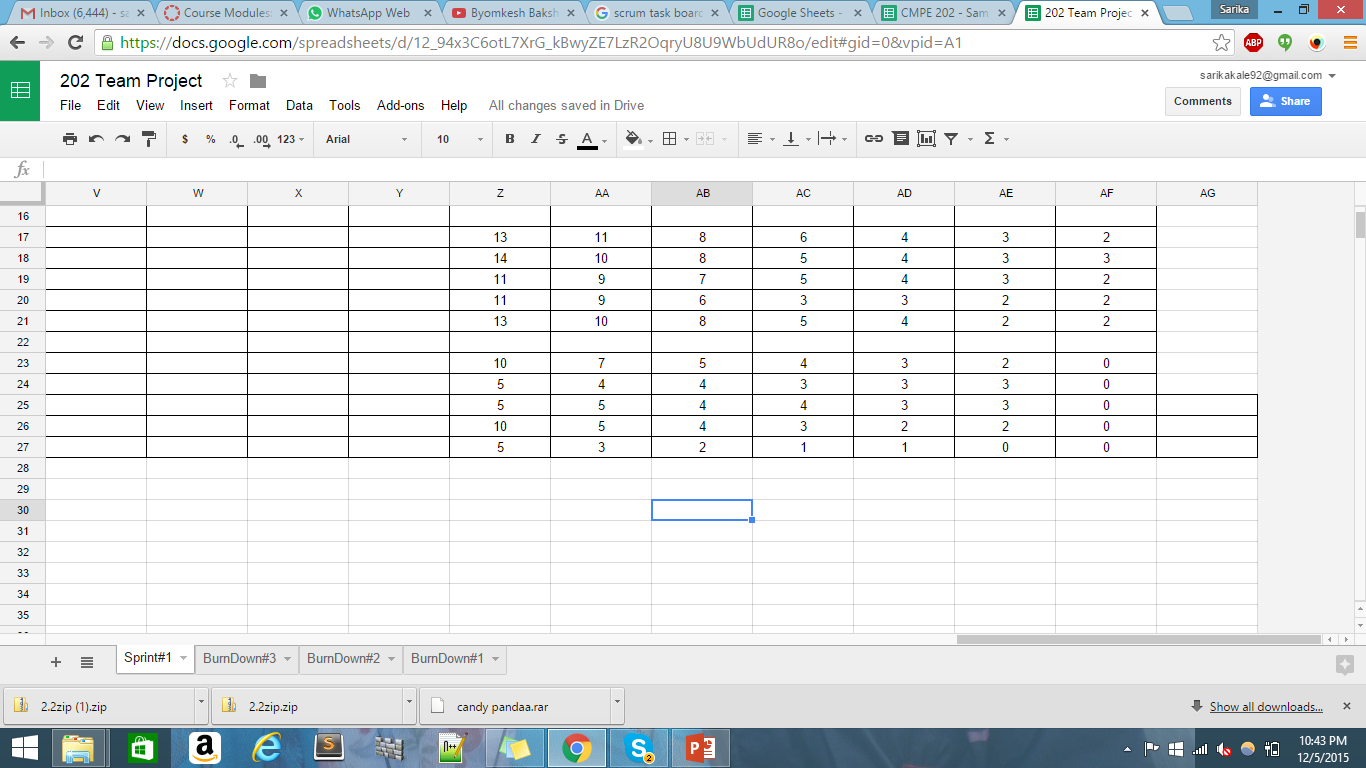 Inbox (6,444) - sa
Course Modules:
WhatsApp Web
Byomkesh Baksh
scrum task board
Google Sheets -
CMPE 202 - Sam
202 Team Projec
Sarika
https://docs.google.com/spreadsheets/d/12_94x3C6otL7XrG_kBwyZE7LzR2OqryU8U9WbUdUR8o/edit#gid=0&vpid=A1
ABP
202 Team Project
sarikakale92@gmail.com
File Edit View Insert Format Data Tools Add-ons Help All changes saved in Drive
Comments
Share
$ % .0 .00 123 Arial 10 B I S A Σ
fx
V W X Y Z AA AB AC AD AE AF AG
16
17 13 11 8 6 4 3 2
18 14 10 8 5 4 3 3
19 11 9 7 5 4 3 2
20 11 9 6 3 3 2 2
21 13 10 8 5 4 2 2
22
23 10 7 5 4 3 2 0
24 5 4 4 3 3 3 0
25 5 5 4 4 3 3 0
26 10 5 4 3 2 2 0
27 5 3 2 1 1 0 0
28
29
30
31
32
33
34
35
Sprint#1 BurnDown#3 BurnDown#2 BurnDown#1
2.2zip (1).zip
2.2zip.zip
candy pandaa.rar
Show all downloads...
10:43 PM
12/5/2015